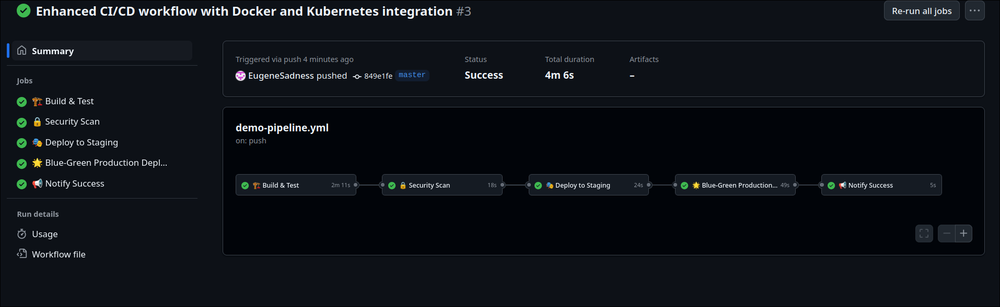 Enhanced CI/CD workflow with Docker and Kubernetes integration #3
Re-run all jobs
Summary
Jobs
Build & Test
Security Scan
Deploy to Staging
Blue-Green Production Depl...
Notify Success
Run details
Usage
Workflow file
Triggered via push 4 minutes ago
EugeneSadness pushed 849e1fe master
Status
Success
Total duration
4m 6s
Artifacts
–
demo-pipeline.yml
on: push
Build & Test 2m 11s
Security Scan 18s
Deploy to Staging 24s
Blue-Green Production... 49s
Notify Success 5s